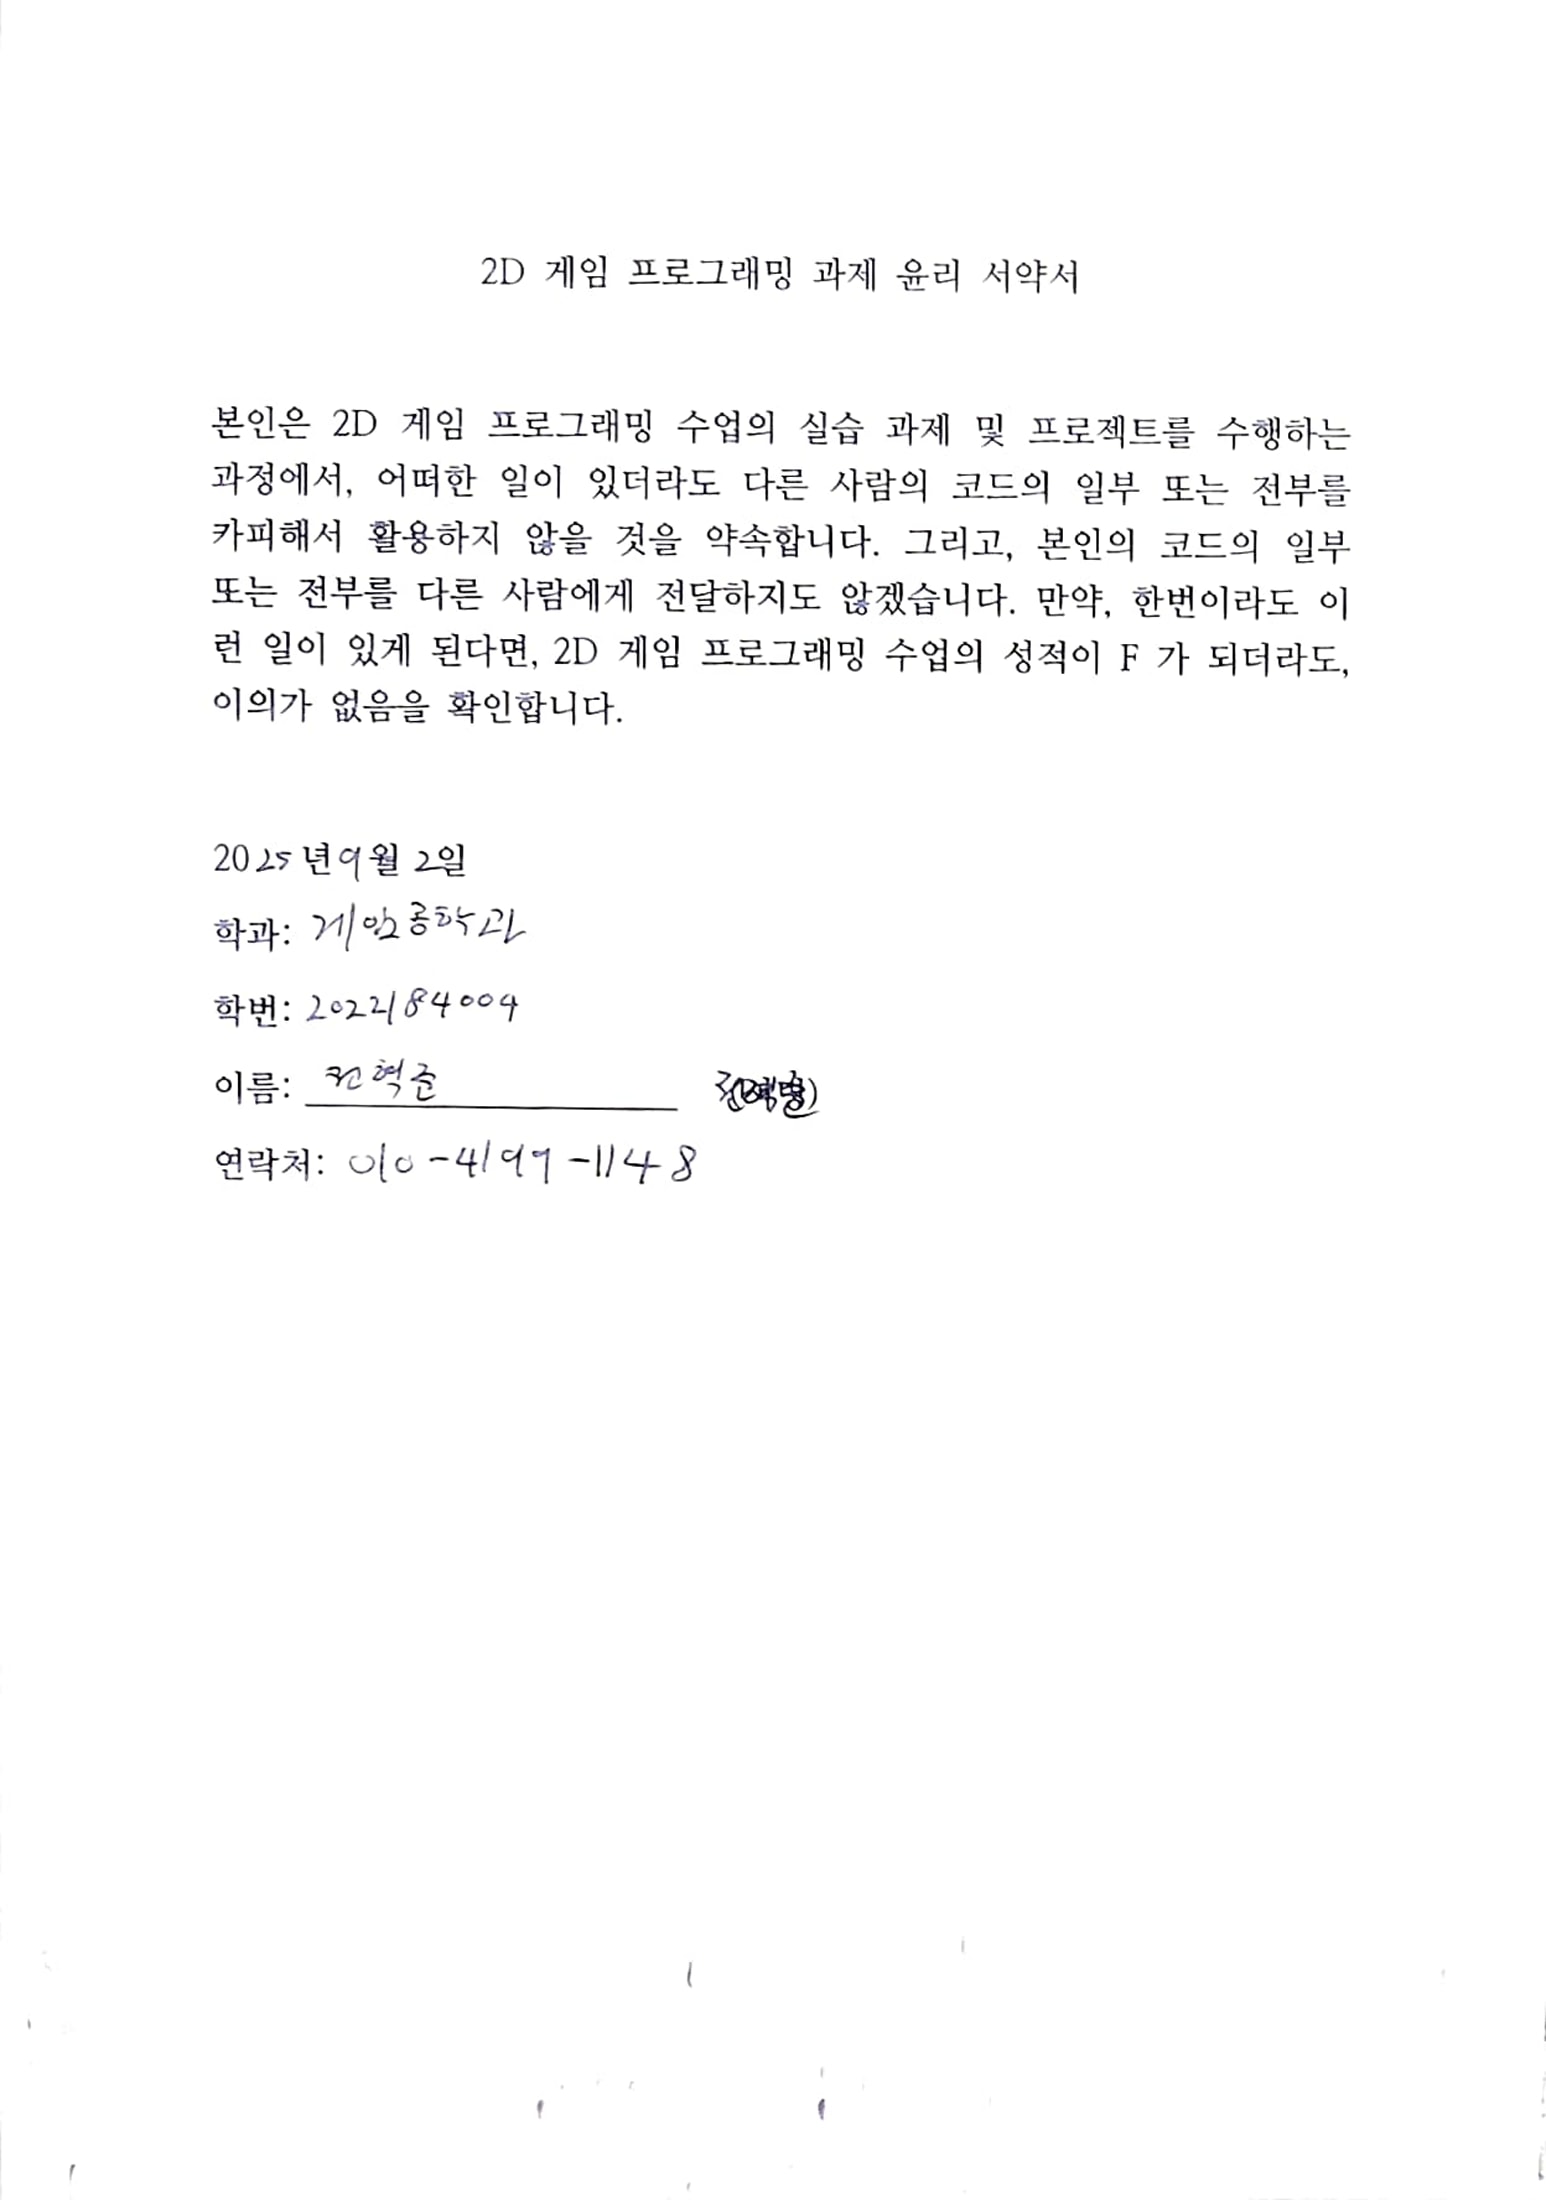 2D 게임 프로그래밍 과제 윤리 서약서
본인은 2D 게임 프로그래밍 수업의 실습 과제 및 프로젝트를 수행하는
과정에서, 어떠한 일이 있더라도 다른 사람의 코드의 일부 또는 전부를
카피해서 활용하지 않을 것을 약속합니다. 그리고, 본인의 코드의 일부
또는 전부를 다른 사람에게 전달하지도 않겠습니다. 만약, 한번이라도 이
런 일이 있게 된다면, 2D 게임 프로그래밍 수업의 성적이 F 가 되더라도,
이의가 없음을 확인합니다.
2025년 9월 2일
학과: 게임공학과
학번: 2022184004
이름: 전혁준
연락처: 010-4197-1148